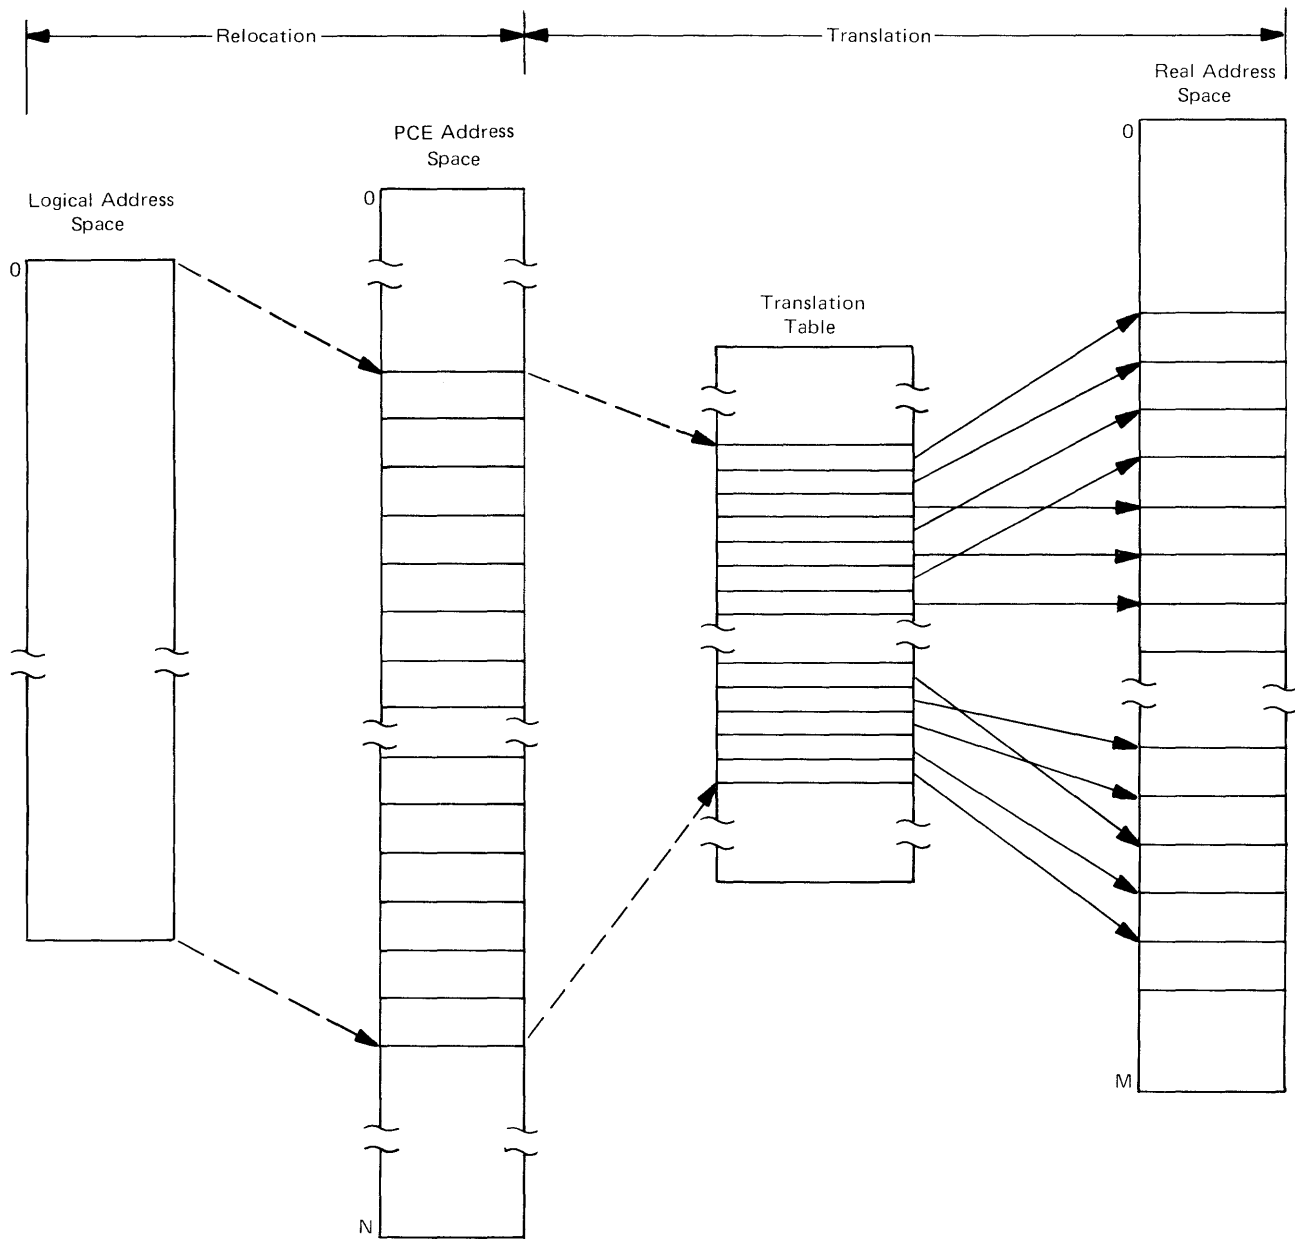 Relocation
Translation
Real Address
Space
0
PCE Address
Space
0
Logical Address
Space
0
Translation
Table
M
N